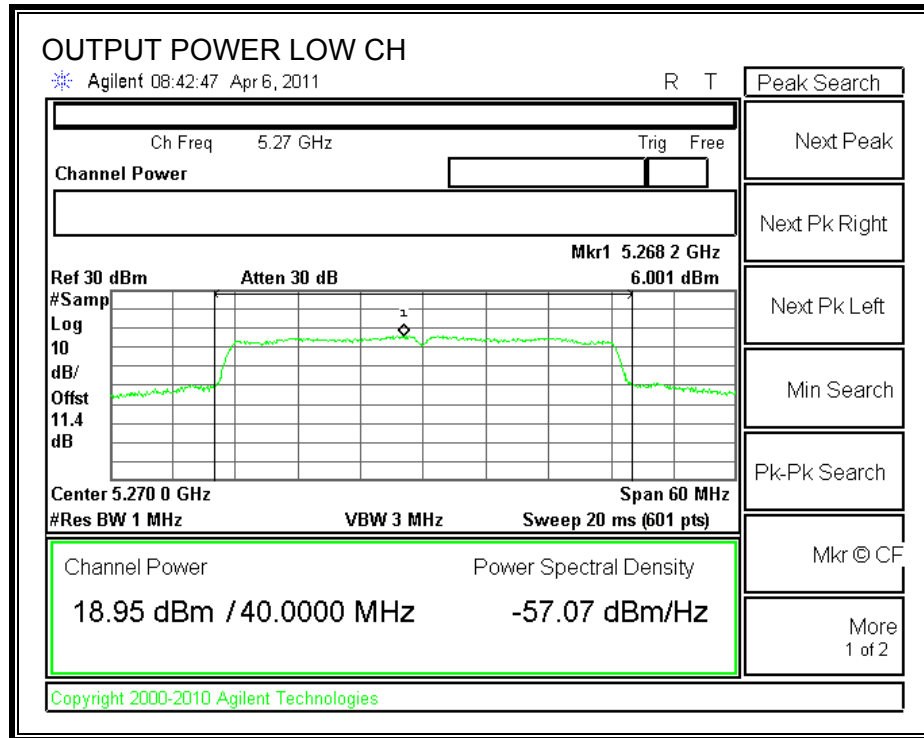 OUTPUT POWER LOW CH
Agilent 08:42:47 Apr 6, 2011 R T
Peak Search
Ch Freq 5.27 GHz Trig Free
Channel Power
Mkr1 5.268 2 GHz
Ref 30 dBm Atten 30 dB 6.001 dBm
#Samp
Log
10
dB/
Offst
11.4
dB
1
Center 5.270 0 GHz Span 60 MHz
#Res BW 1 MHz VBW 3 MHz Sweep 20 ms (601 pts)
Channel Power Power Spectral Density
18.95 dBm / 40.0000 MHz -57.07 dBm/Hz
Copyright 2000-2010 Agilent Technologies
Next Peak
Next Pk Right
Next Pk Left
Min Search
Pk-Pk Search
Mkr © CF
More
1 of 2